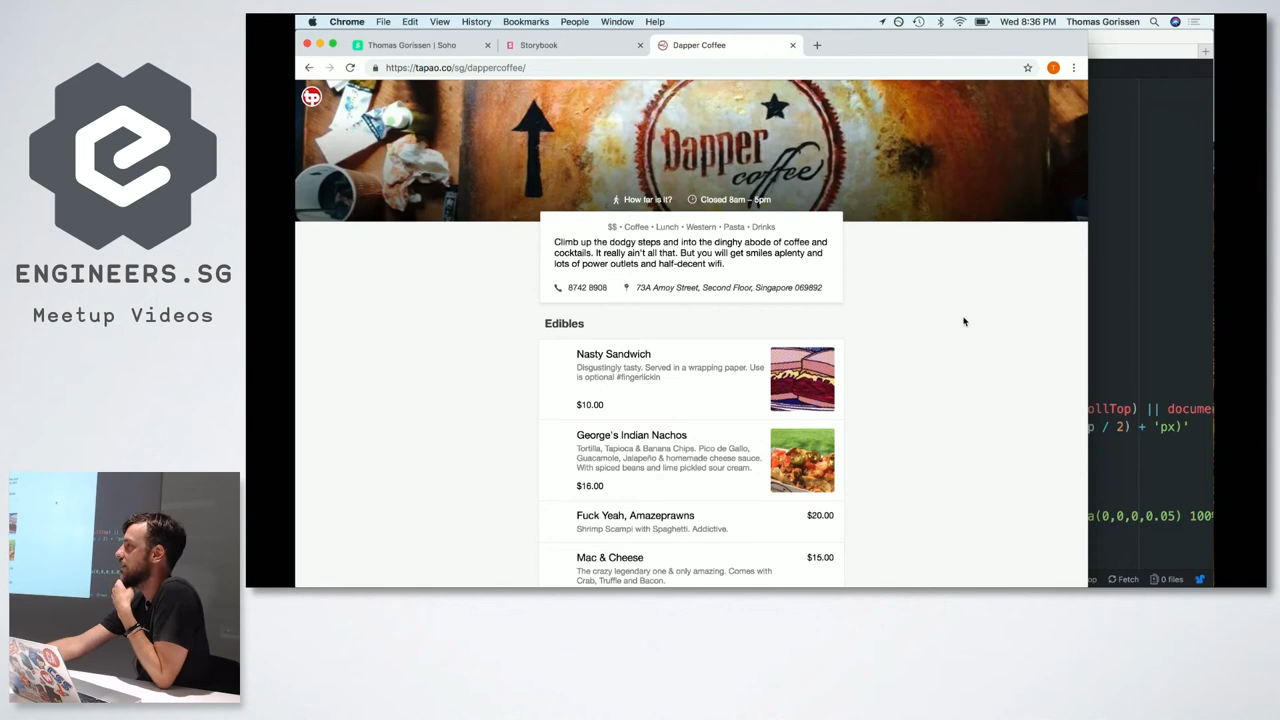 Chrome File Edit View History Bookmarks People Window Help
Wed 8:36 PM Thomas Gorissen
Thomas Gorissen | Soho
Storybook
Dapper Coffee
https://tapao.co/sg/dappercoffee/
T
tp
Dapper
coffee
How far is it? Closed 8am – 5pm
$$ • Coffee • Lunch • Western • Pasta • Drinks
Climb up the dodgy steps and into the dinghy abode of coffee and
cocktails. It really ain't all that. But you will get smiles aplenty and
lots of power outlets and half-decent wifi.
8742 8908 73A Amoy Street, Second Floor, Singapore 069892
Edibles
Nasty Sandwich
Disgustingly tasty. Served in a wrapping paper. Use
is optional #fingerlickin
$10.00
George's Indian Nachos
Tortilla, Tapioca & Banana Chips. Pico de Gallo,
Guacamole, Jalapeño & homemade cheese sauce.
With spiced beans and lime pickled sour cream.
$16.00
Fuck Yeah, Amazeprawns $20.00
Shrimp Scampi with Spaghetti. Addictive.
Mac & Cheese $15.00
The crazy legendary one & only amazing. Comes with
Crab, Truffle and Bacon.
ollTop) || docume
p / 2) + 'px)'
a(0,0,0,0.05) 100%
op Fetch 0 files
ENGINEERS.SG
Meetup Videos